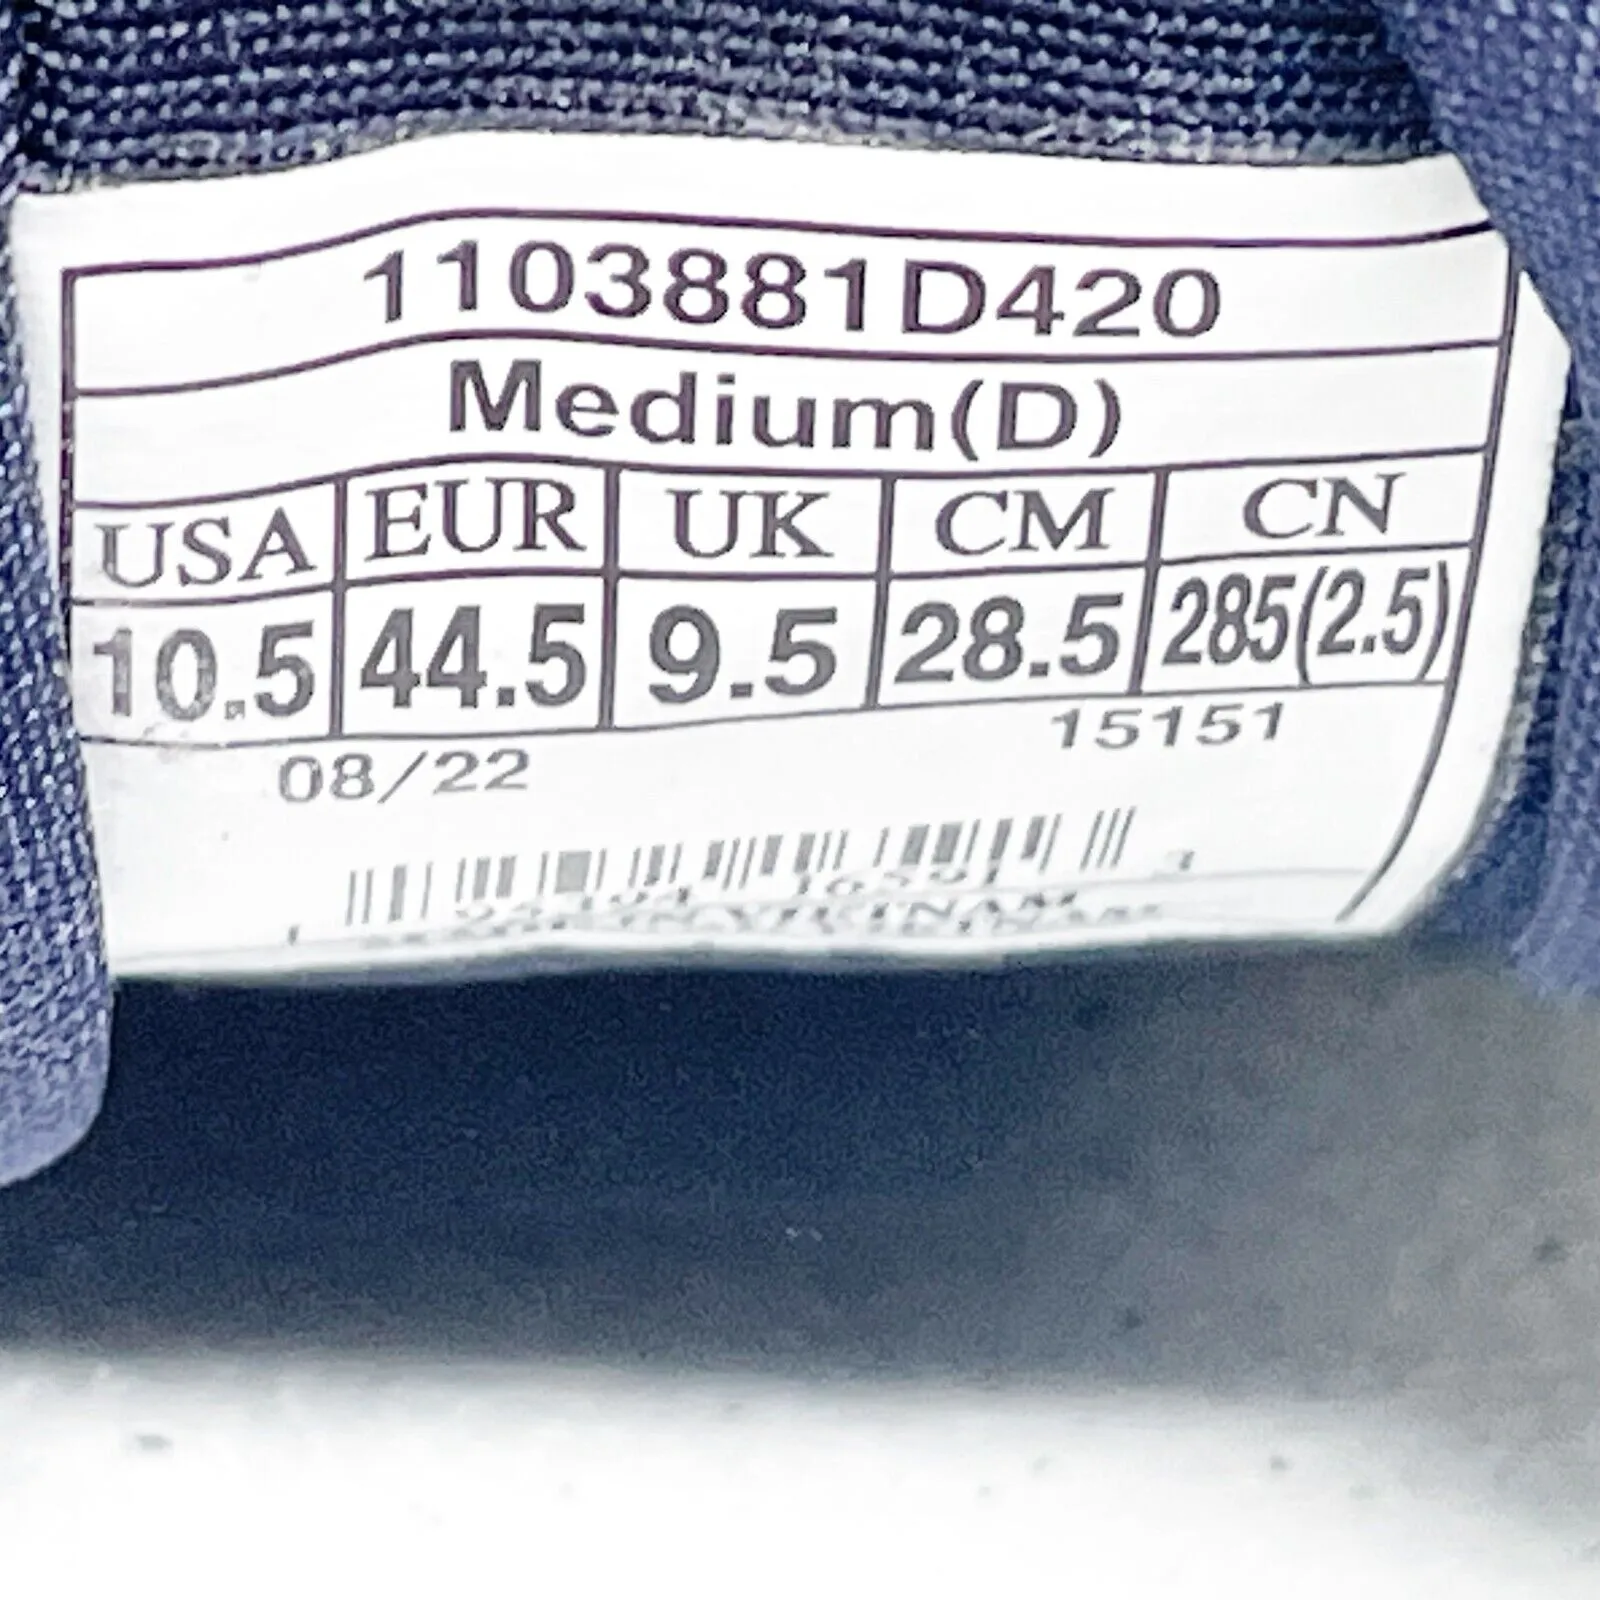 1103881D420
Medium(D)
USA EUR UK CM CN
10.5 44.5 9.5 28.5 285(2.5)
08/22 15151
VIETNAM